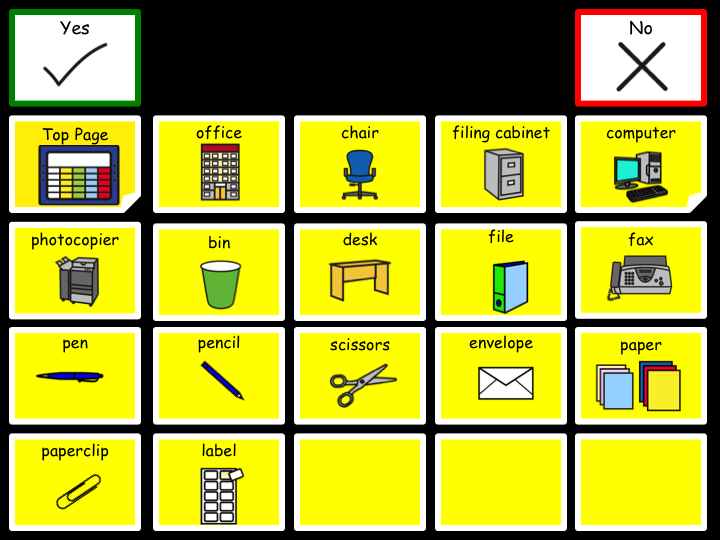 Yes
No
Top Page
office
chair
filing cabinet
computer
photocopier
bin
desk
file
fax
pen
pencil
scissors
envelope
paper
paperclip
label